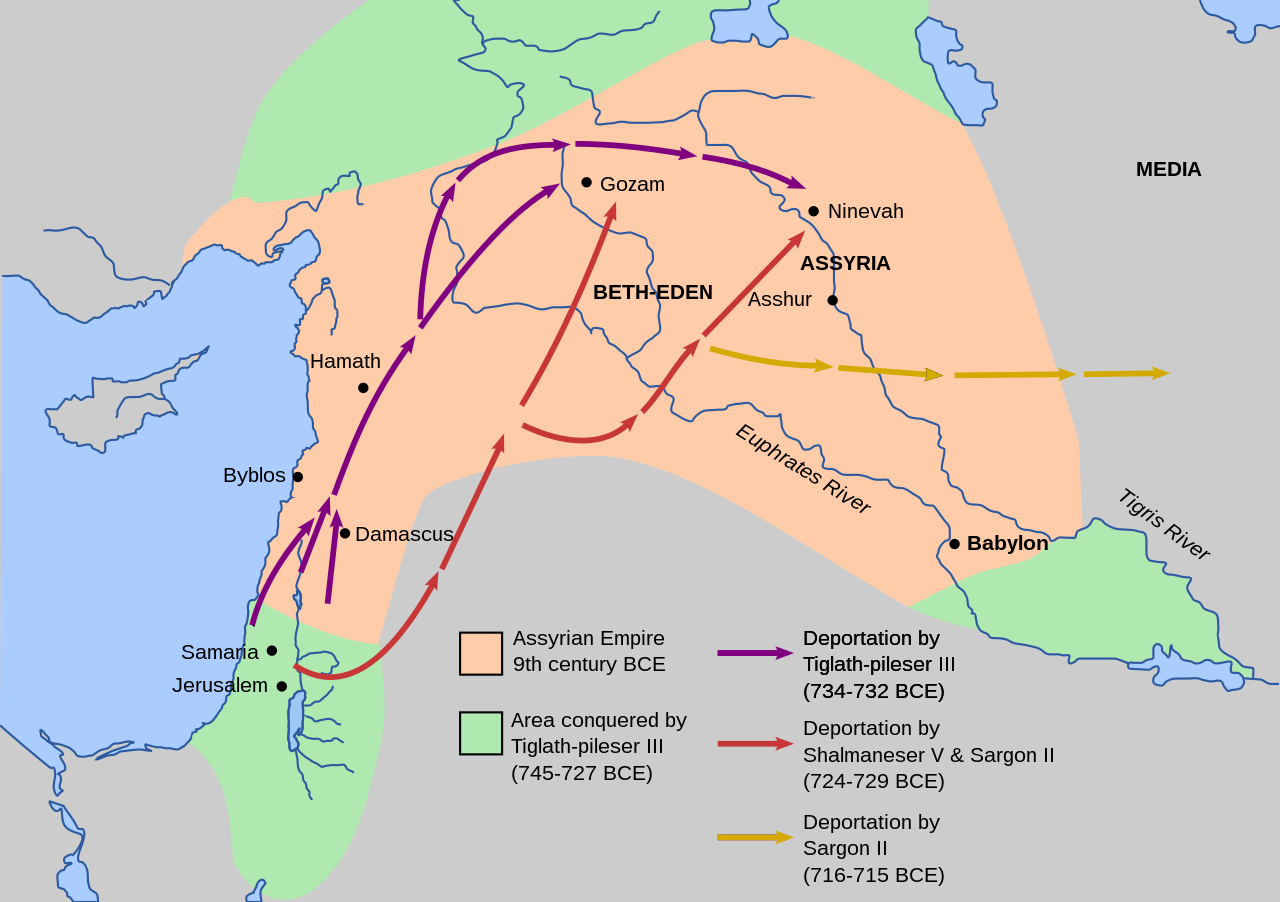 MEDIA
Gozam
Ninevah
ASSYRIA
BETH-EDEN
Asshur
Hamath
Euphrates River
Byblos
Tigris River
Damascus
Babylon
Samaria
Jerusalem
Assyrian Empire
9th century BCE
Area conquered by
Tiglath-pileser III
(745-727 BCE)
Deportation by
Tiglath-pileser III
(734-732 BCE)
Deportation by
Shalmaneser V & Sargon II
(724-729 BCE)
Deportation by
Sargon II
(716-715 BCE)